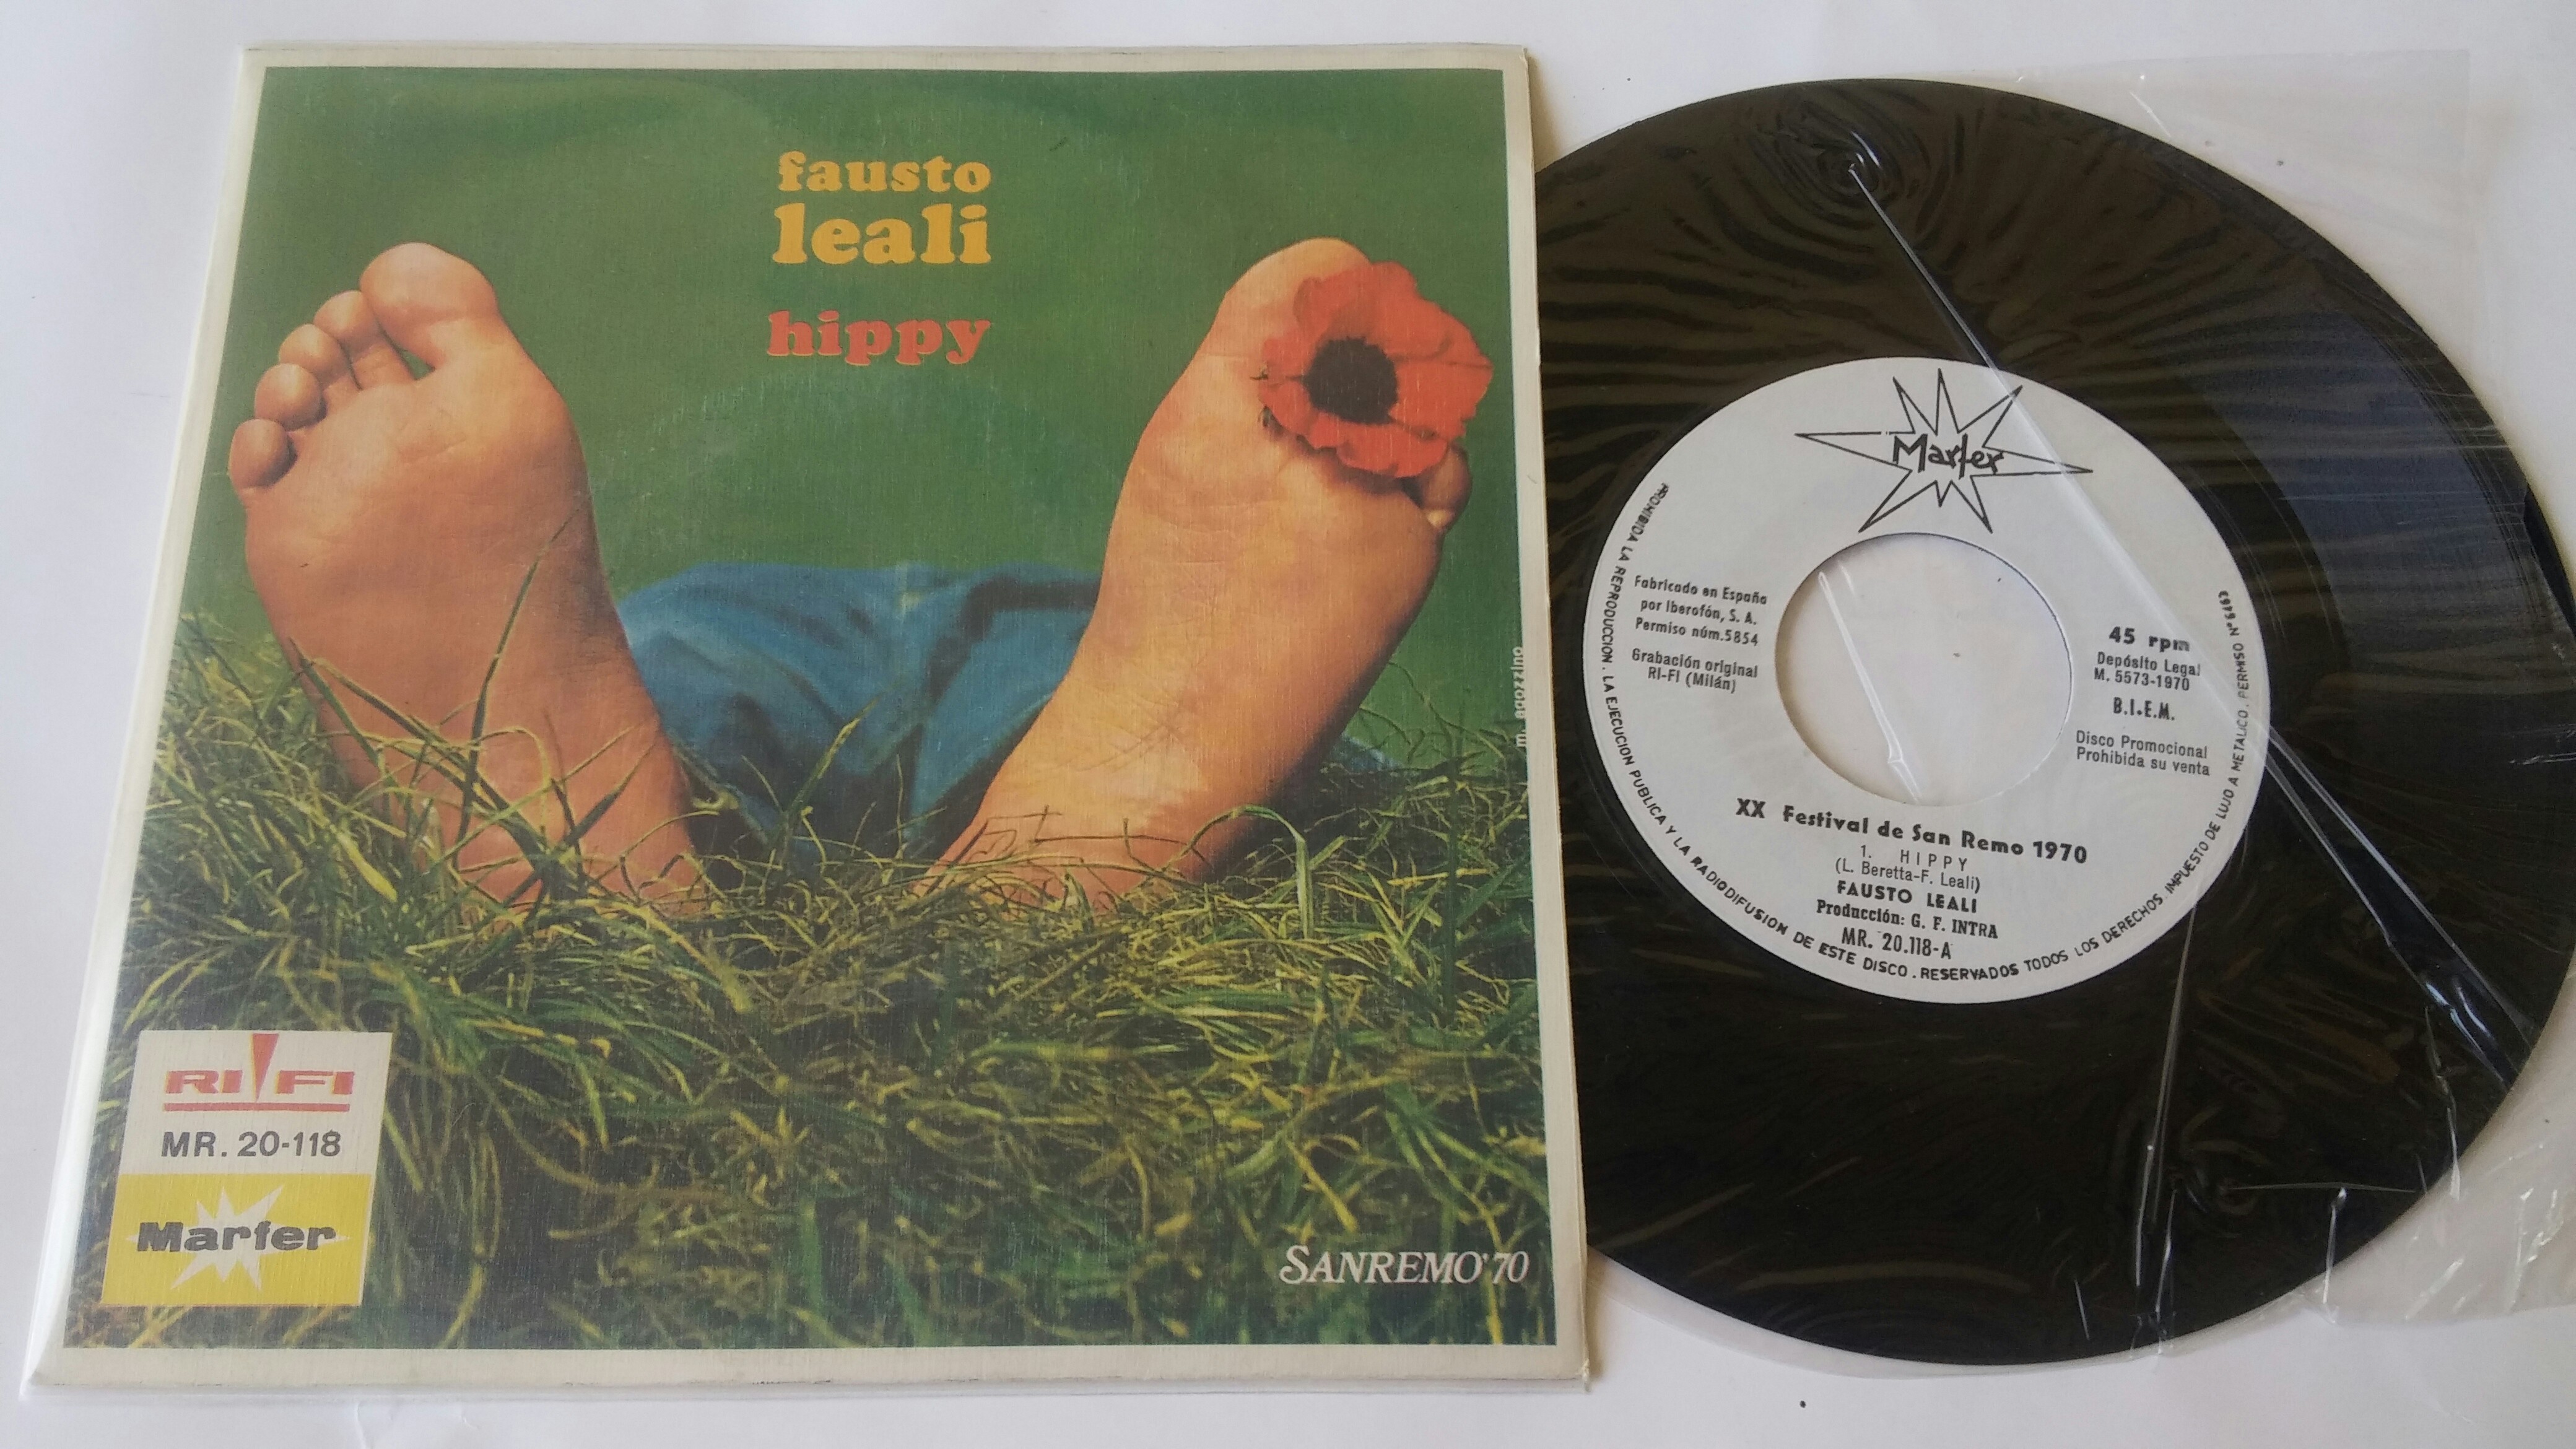 fausto
leali
hippy
m. agozzino
RI FI
MR. 20-118
Marfer
SANREMO'70
Marfer
Fabricado en España
por Iberofón, S. A.
Permiso núm.5854
Grabación original
RI-FI (Milán)
45 rpm
Depósito Legal
M. 5573-1970
B.I.E.M.
Disco Promocional
Prohibida su venta
XX Festival de San Remo 1970
1. HIPPY
(L. Beretta-F. Leali)
FAUSTO LEALI
Producción: G. F. INTRA
MR. 20.118-A
PROHIBIDA LA REPRODUCCION . LA EJECUCION PUBLICA Y LA RADIODIFUSION DE ESTE DISCO . RESERVADOS TODOS LOS DERECHOS. IMPUESTO DE LUJO A METALICO. PERMISO Nº 5463